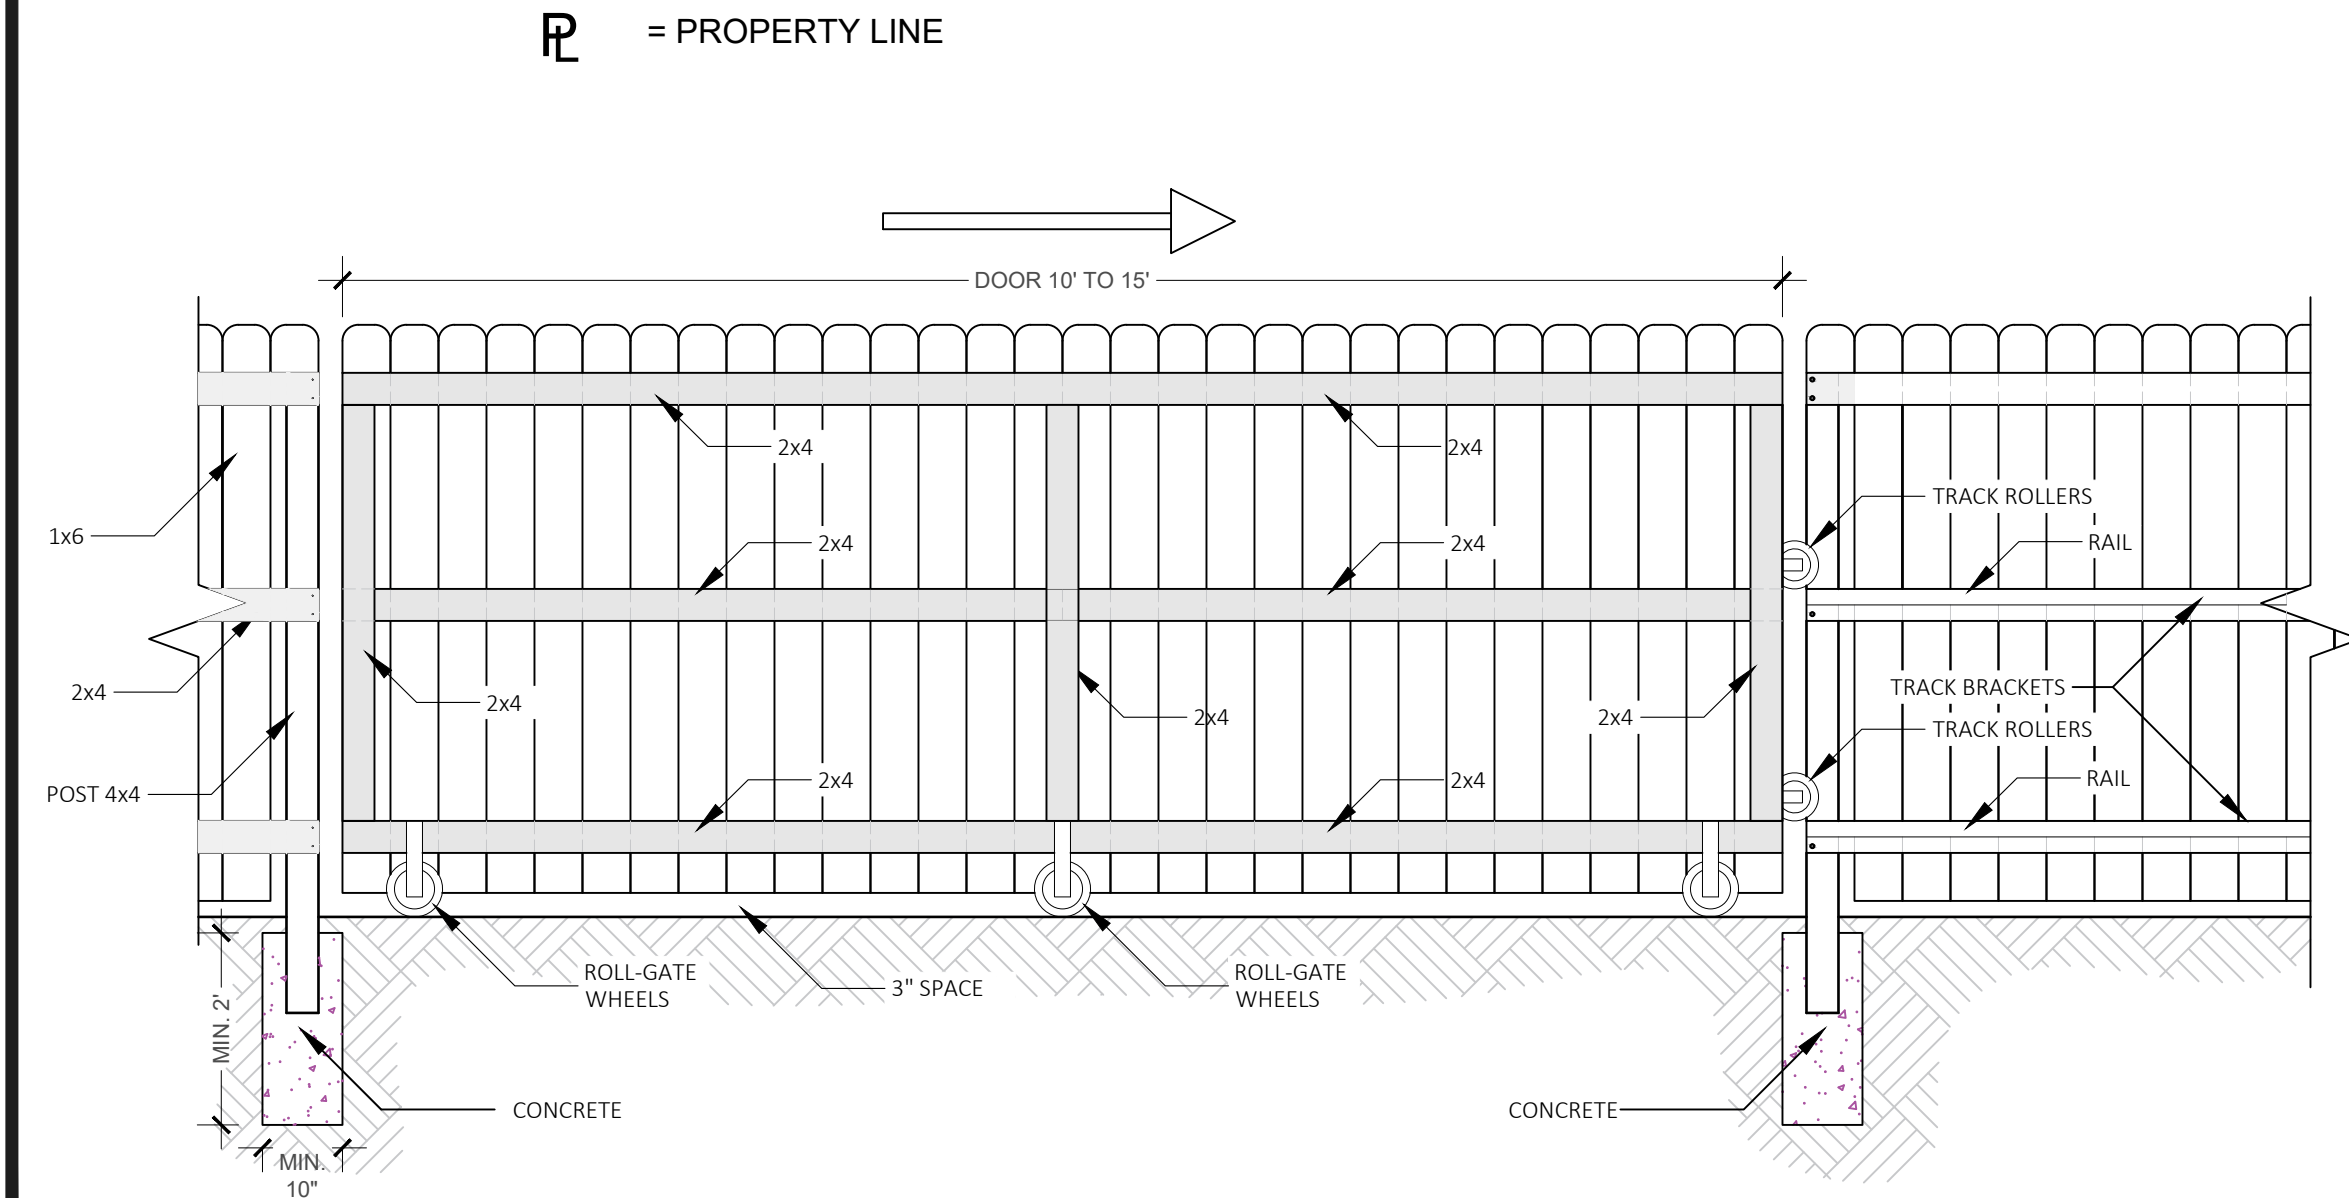 PL = PROPERTY LINE
DOOR 10' TO 15'
2x4
2x4
TRACK ROLLERS
1x6
2x4
2x4
RAIL
2x4
2x4
2x4
2x4
TRACK BRACKETS
TRACK ROLLERS
POST 4x4
2x4
2x4
RAIL
ROLL-GATE
WHEELS
3" SPACE
ROLL-GATE
WHEELS
MIN. 2'
CONCRETE
CONCRETE
MIN.
10"